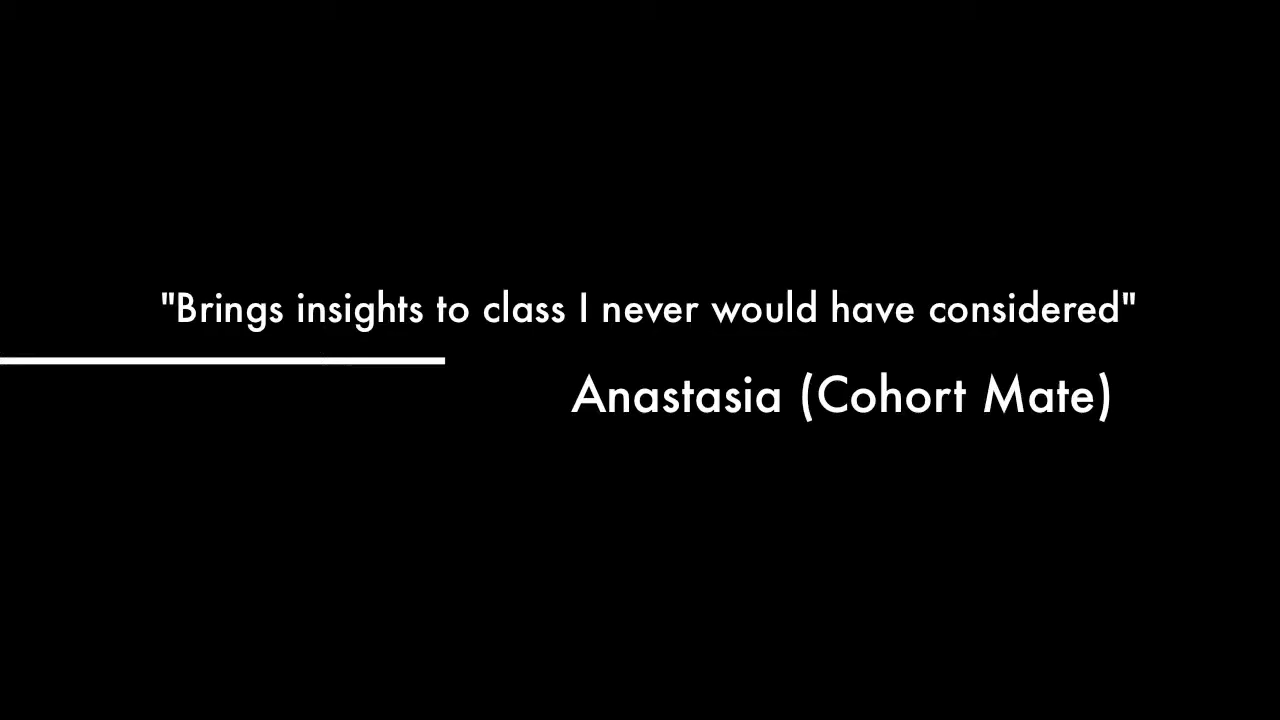 "Brings insights to class I never would have considered"
Anastasia (Cohort Mate)